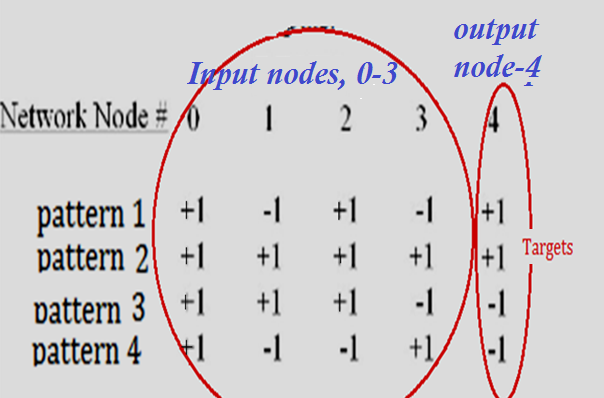 output
Input nodes, 0-3 node-4
Network Node # 0 1 2 3 4
pattern 1 +1 -1 +1 -1 +1
pattern 2 +1 +1 +1 +1 +1
Targets
pattern 3 +1 +1 +1 -1 -1
pattern 4 +1 -1 -1 +1 -1